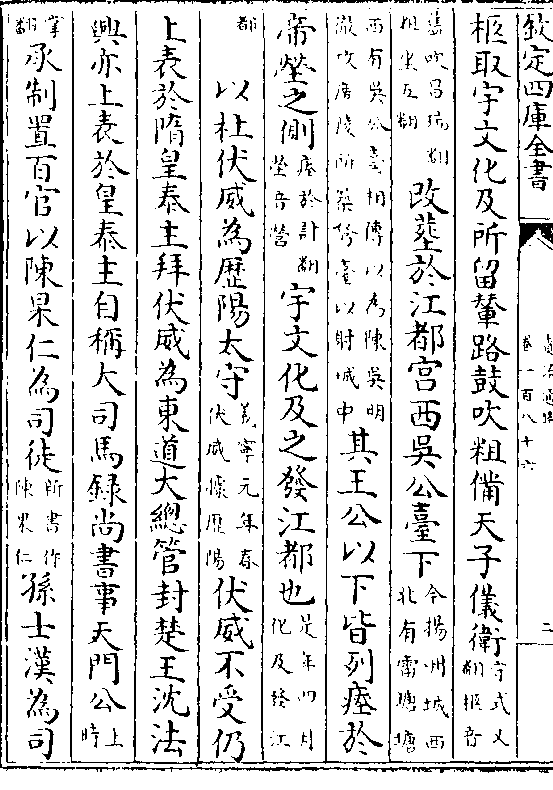 欽定四庫全書 資治通鑑 卷一百八十六 二
柩取宇文化及所留輦路鼓吹粗備天子儀衛守式又翻柩音
舊吹昌瑞翻粗坐五翻改葬於江都宮西吳公臺下今揚州城西北有雷塘塘
西有吳公臺相傳以為陳吳明徹攻廣陵所築弩臺以射城中其王公以下皆列瘞於
帝塋之側瘞於計翻塋音營宇文化及之發江都也是年四月化及發江
都以杜伏威為歷陽太守義寧元年春伏威據歷陽伏威不受仍
上表於隋皇泰主拜伏威為東道大總管封楚王沈法
興亦上表於皇泰主自稱大司馬錄尚書事天門公上時
掌翻承制置百官以陳果仁為司徒新書作陳果仁孫士漢為司